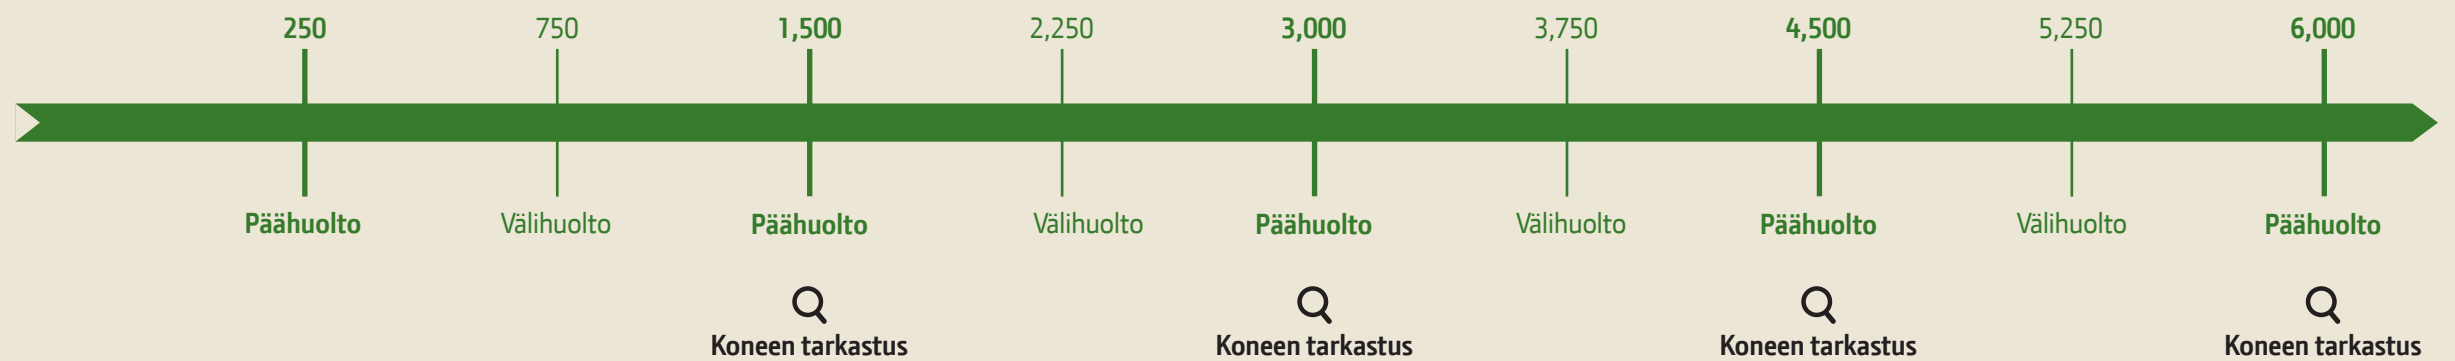 250 750 1,500 2,250 3,000 3,750 4,500 5,250 6,000
Päähuolto Välihuolto Päähuolto Välihuolto Päähuolto Välihuolto Päähuolto Välihuolto Päähuolto
Koneen tarkastus Koneen tarkastus Koneen tarkastus Koneen tarkastus